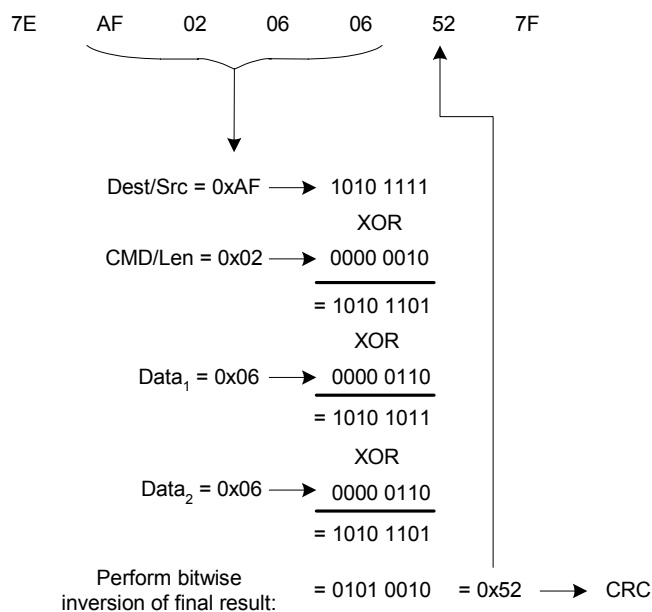 7E AF 02 06 06 52 7F
Dest/Src = 0xAF 1010 1111
XOR
CMD/Len = 0x02 0000 0010
= 1010 1101
XOR
Data₁ = 0x06 0000 0110
= 1010 1011
XOR
Data₂ = 0x06 0000 0110
= 1010 1101
Perform bitwise
inversion of final result: = 0101 0010 = 0x52 CRC